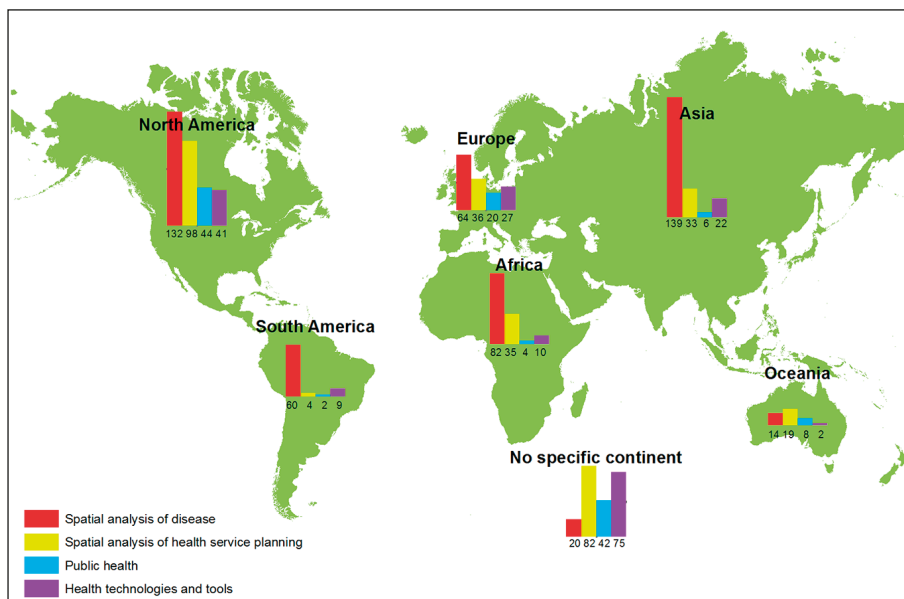 North America
132 98 44 41
Europe
64 36 20 27
Asia
139 33 6 22
Africa
82 35 4 10
South America
60 4 2 9
Oceania
14 19 8 2
No specific continent
20 82 42 75
Spatial analysis of disease
Spatial analysis of health service planning
Public health
Health technologies and tools